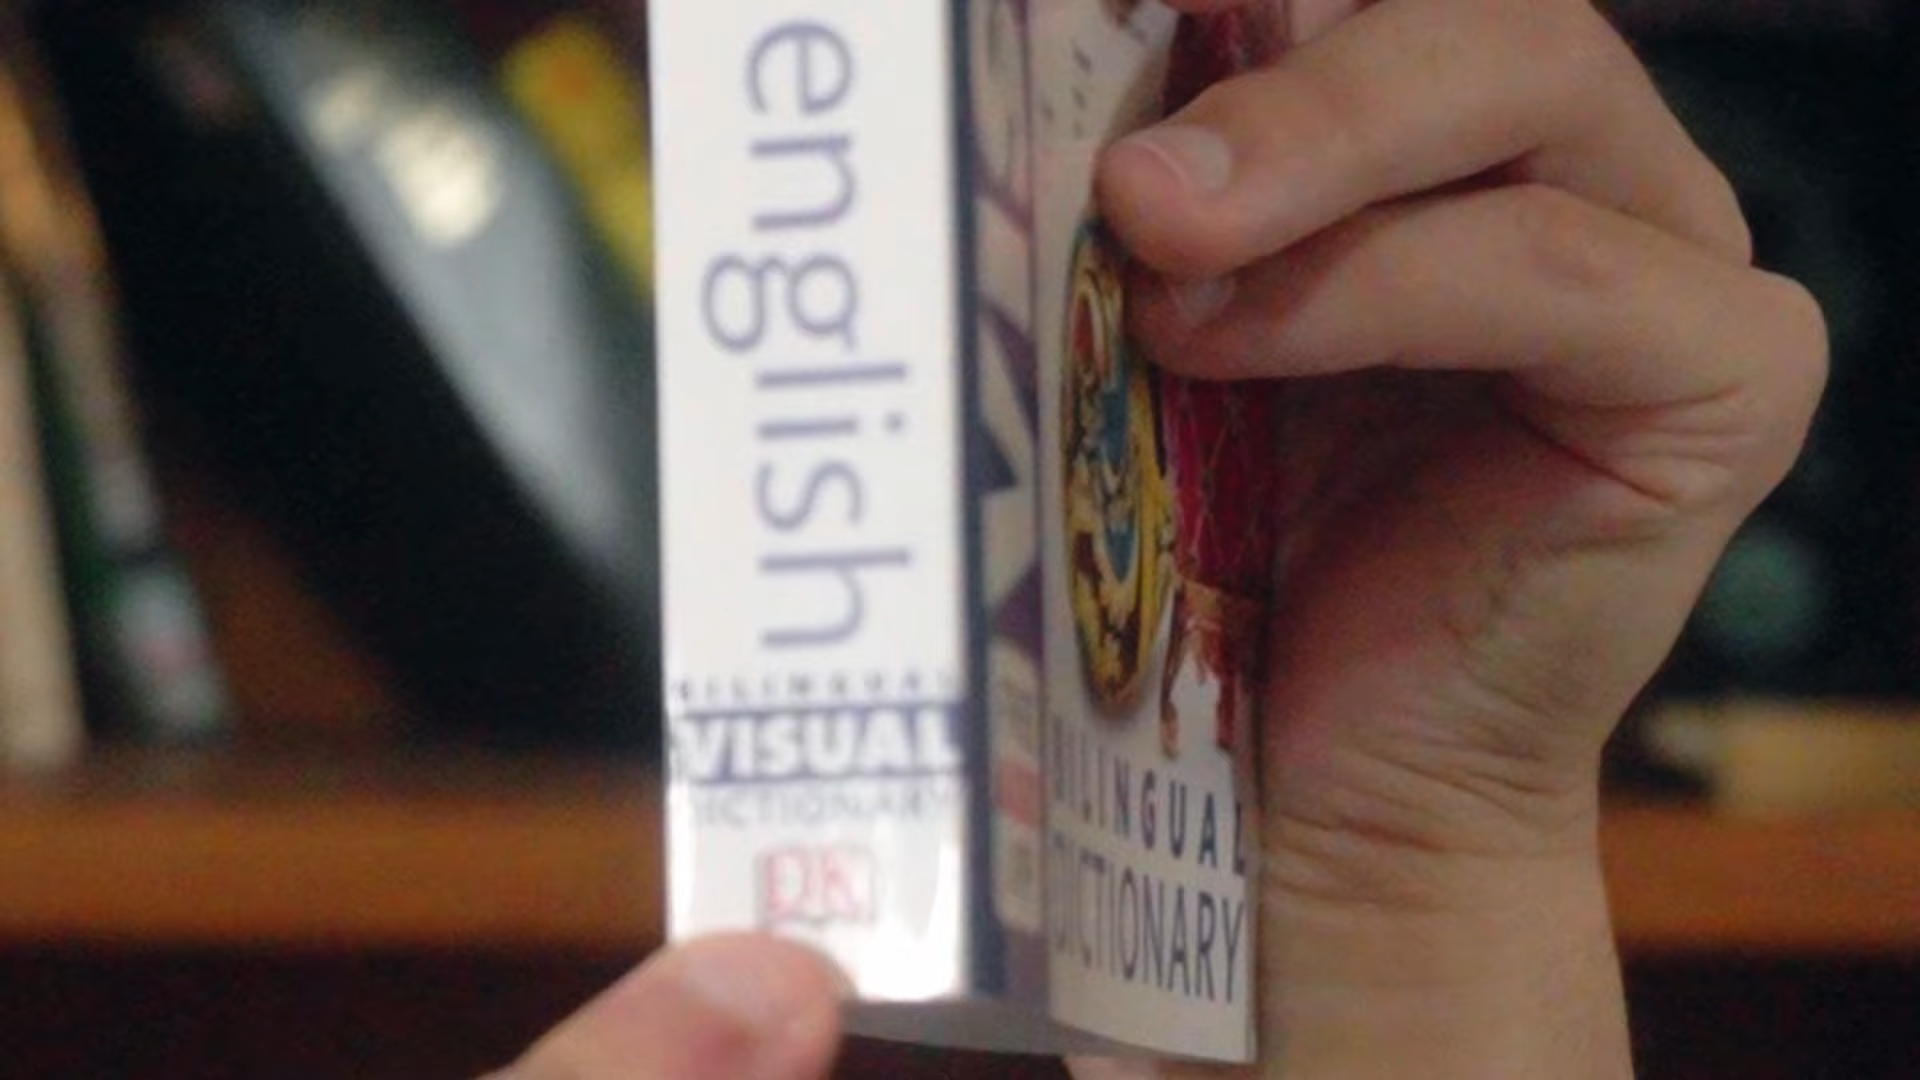 english
BILINGUAL
VISUAL
DICTIONARY
DK
BILINGUAL
DICTIONARY